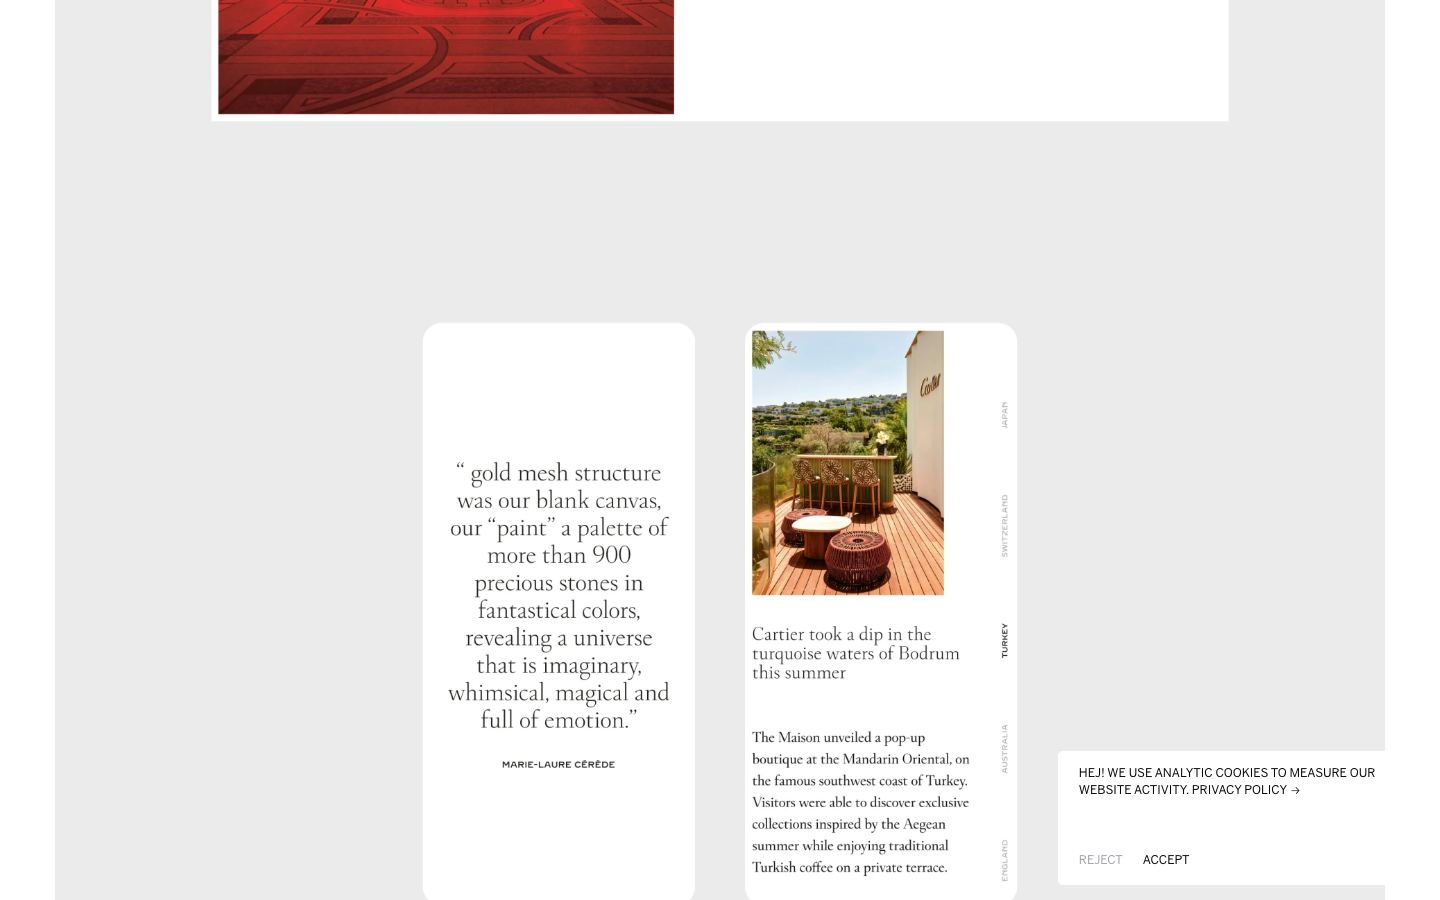 “ gold mesh structure
was our blank canvas,
our “paint” a palette of
more than 900
precious stones in
fantastical colors,
revealing a universe
that is imaginary,
whimsical, magical and
full of emotion.”
MARIE-LAURE CÉRÈDE
Cartier
Cartier took a dip in the
turquoise waters of Bodrum
this summer
The Maison unveiled a pop-up
boutique at the Mandarin Oriental, on
the famous southwest coast of Turkey.
Visitors were able to discover exclusive
collections inspired by the Aegean
summer while enjoying traditional
Turkish coffee on a private terrace.
JAPAN
SWITZERLAND
TURKEY
AUSTRALIA
ENGLAND
HEJ! WE USE ANALYTIC COOKIES TO MEASURE OUR
WEBSITE ACTIVITY. PRIVACY POLICY →
REJECT ACCEPT